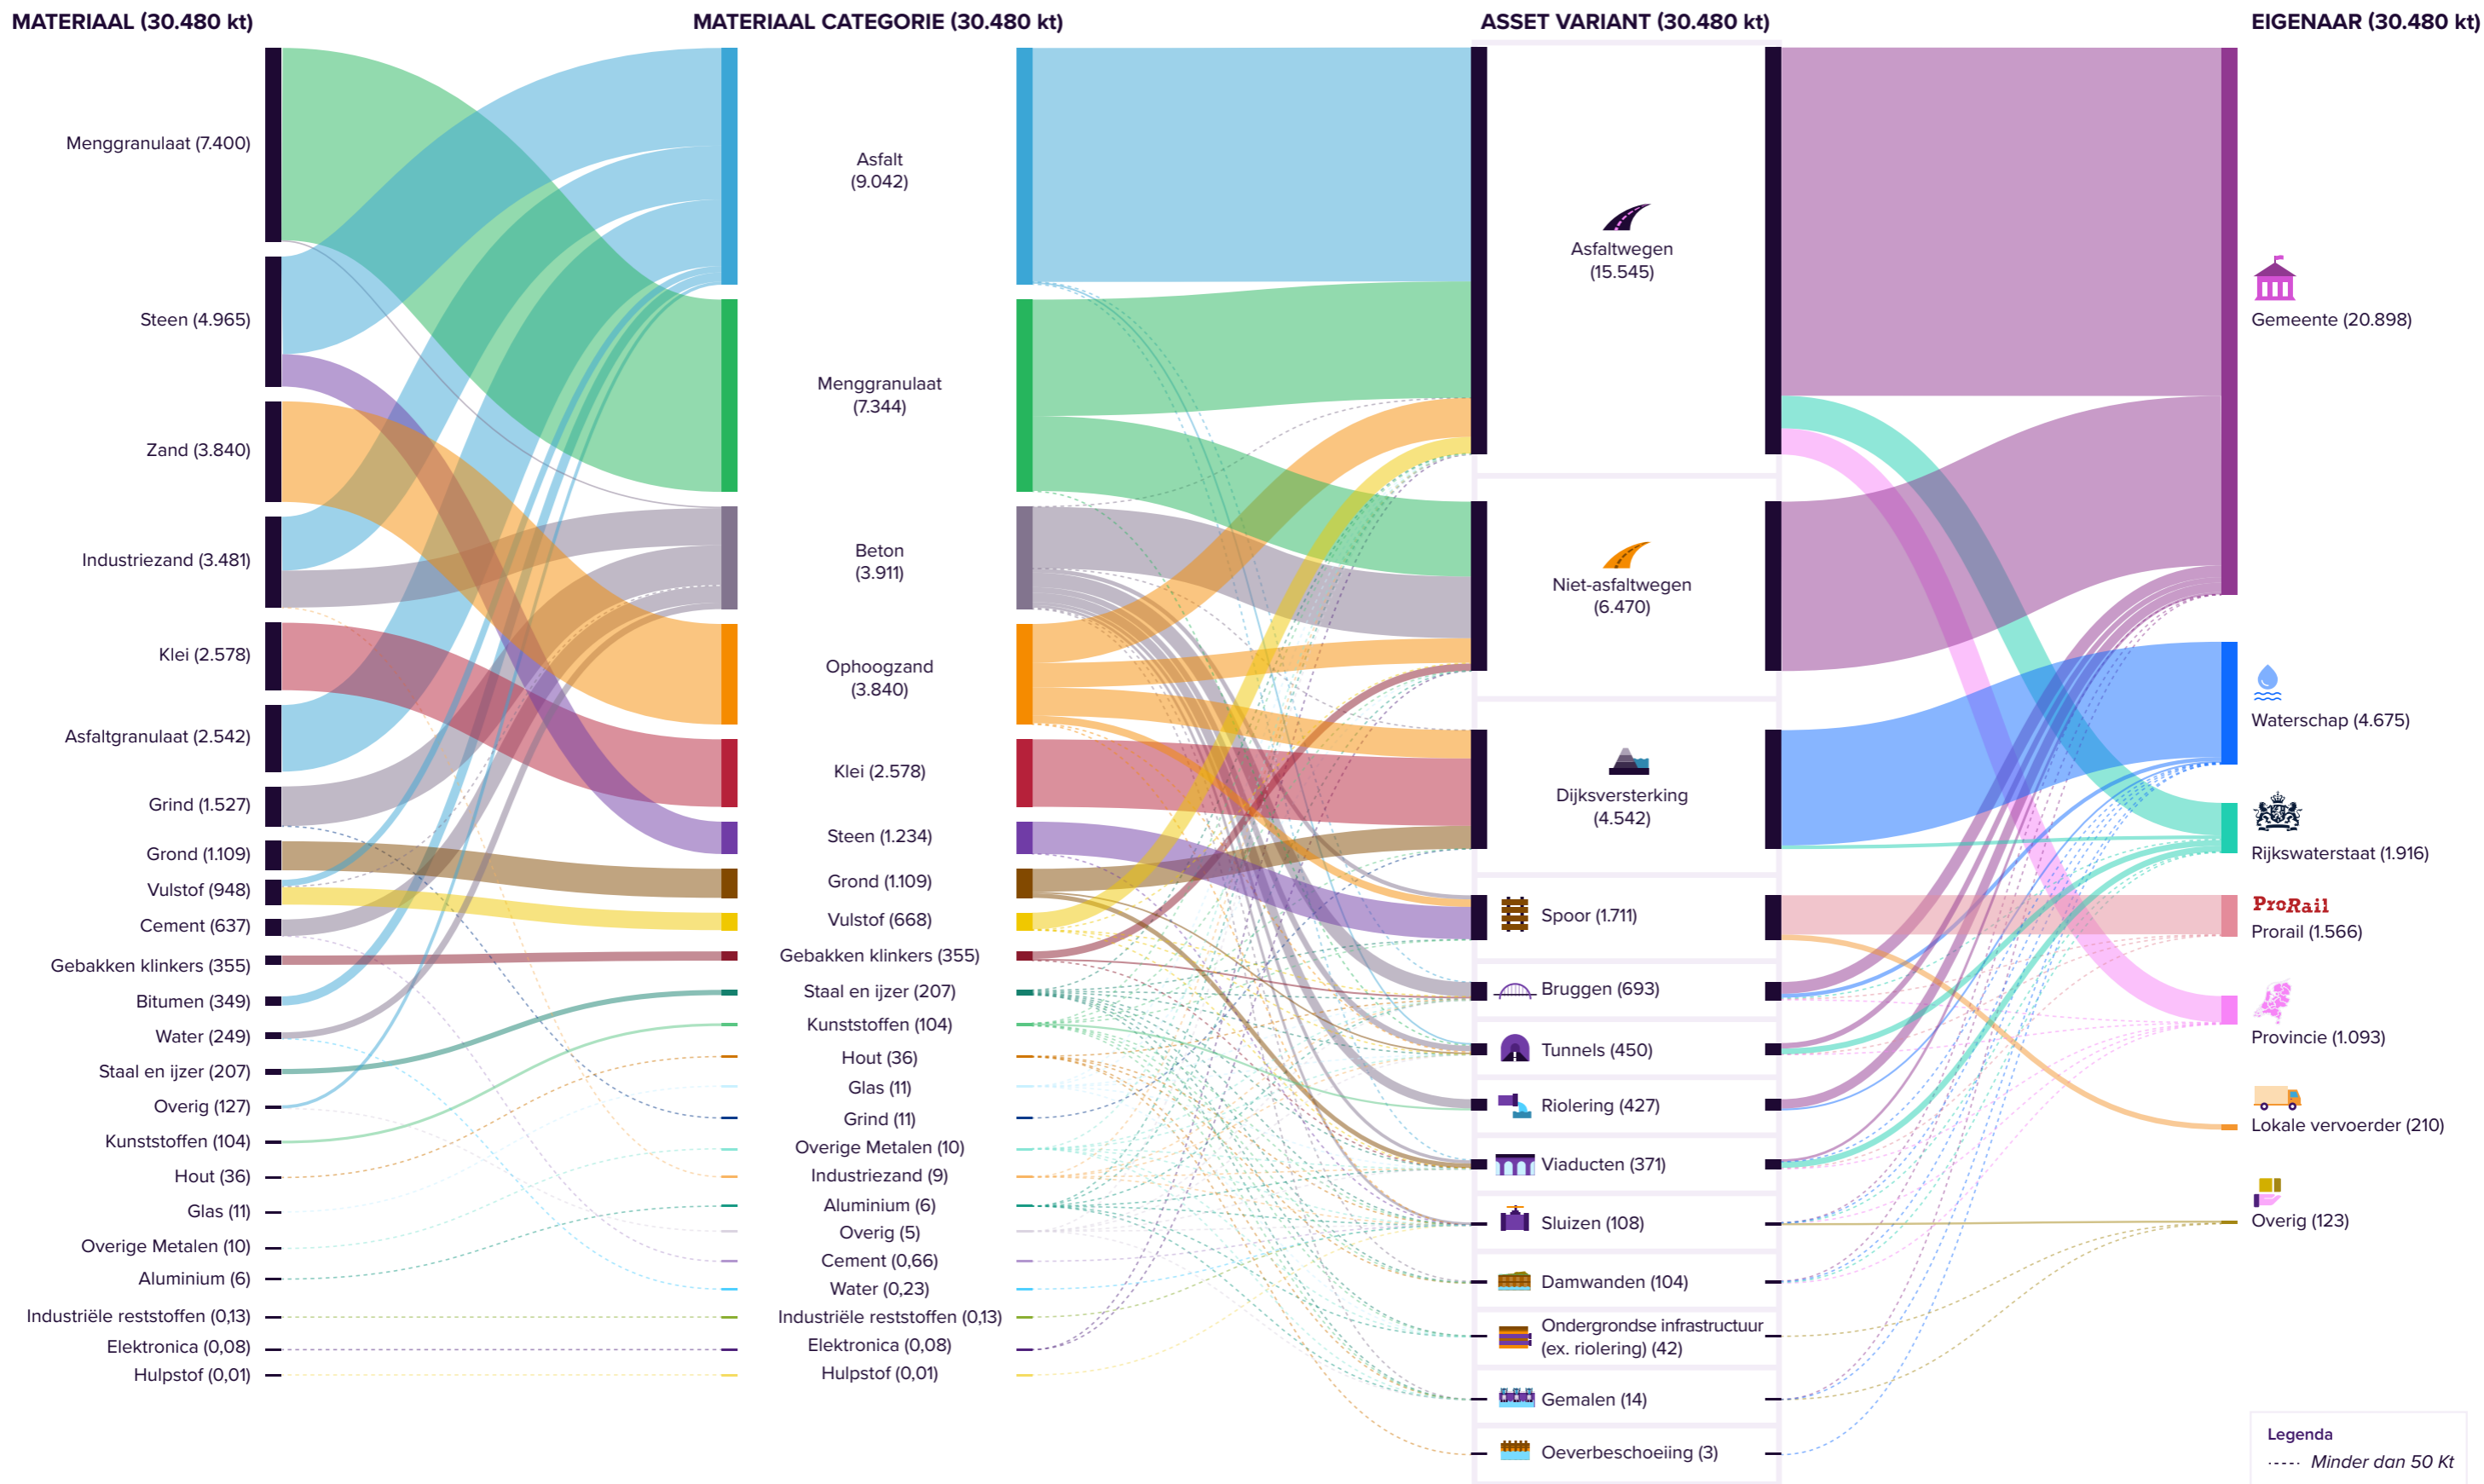 MATERIAAL (30.480 kt)
Menggranulaat (7.400)
Steen (4.965)
Zand (3.840)
Industriezand (3.481)
Klei (2.578)
Asfaltgranulaat (2.542)
Grind (1.527)
Grond (1.109)
Vulstof (948)
Cement (637)
Gebakken klinkers (355)
Bitumen (349)
Water (249)
Staal en ijzer (207)
Overig (127)
Kunststoffen (104)
Hout (36)
Glas (11)
Overige Metalen (10)
Aluminium (6)
Industriële reststoffen (0,13)
Elektronica (0,08)
Hulpstof (0,01)
MATERIAAL CATEGORIE (30.480 kt)
Asfalt
(9.042)
Menggranulaat
(7.344)
Beton
(3.911)
Ophoogzand
(3.840)
Klei (2.578)
Steen (1.234)
Grond (1.109)
Vulstof (668)
Gebakken klinkers (355)
Staal en ijzer (207)
Kunststoffen (104)
Hout (36)
Glas (11)
Grind (11)
Overige Metalen (10)
Industriezand (9)
Aluminium (6)
Overig (5)
Cement (0,66)
Water (0,23)
Industriële reststoffen (0,13)
Elektronica (0,08)
Hulpstof (0,01)
ASSET VARIANT (30.480 kt)
Asfaltwegen
(15.545)
Niet-asfaltwegen
(6.470)
Dijksversterking
(4.542)
Spoor (1.711)
Bruggen (693)
Tunnels (450)
Riolering (427)
Viaducten (371)
Sluizen (108)
Damwanden (104)
Ondergrondse infrastructuur
(ex. riolering) (42)
Gemalen (14)
Oeverbeschoeiing (3)
EIGENAAR (30.480 kt)
Gemeente (20.898)
Waterschap (4.675)
Rijkswaterstaat (1.916)
ProRail
Prorail (1.566)
Provincie (1.093)
Lokale vervoerder (210)
Overig (123)
Legenda
Minder dan 50 Kt